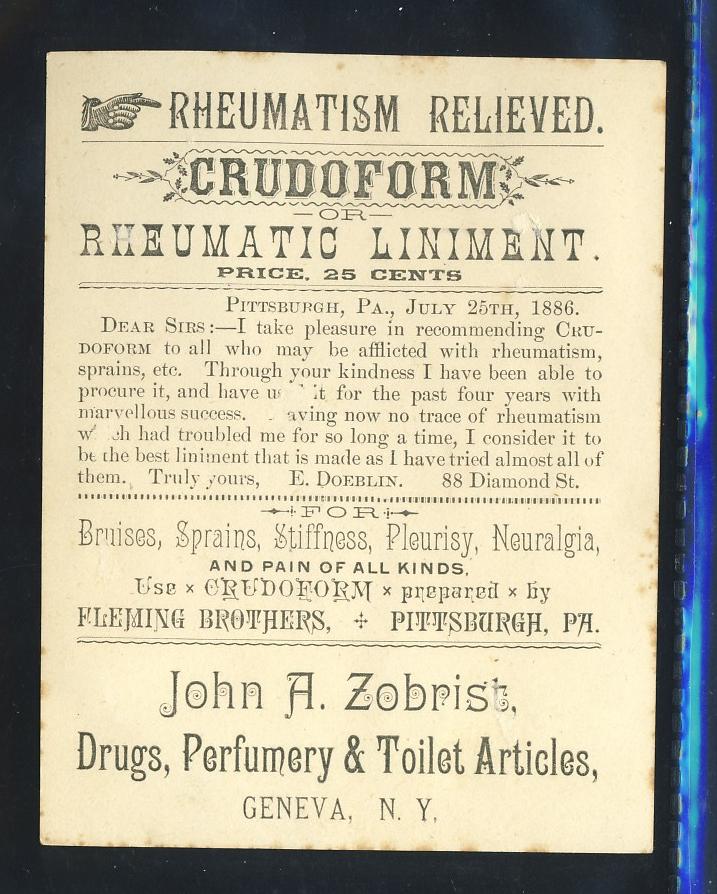 RHEUMATISM RELIEVED.
CRUDOFORM
—OR—
RHEUMATIC LINIMENT.
PRICE, 25 CENTS
PITTSBURGH, PA., JULY 25TH, 1886.
DEAR SIRS:—I take pleasure in recommending CRU-
DOFORM to all who may be afflicted with rheumatism,
sprains, etc. Through your kindness I have been able to
procure it, and have it for the past four years with
marvellous success. now no trace of rheumatism
had troubled me for so long a time, I consider it to
be the best liniment that is made as I have tried almost all of
them. Truly yours, E. DOEBLIN. 88 Diamond St.
FOR
Bruises, Sprains, Stiffness, Pleurisy, Neuralgia,
AND PAIN OF ALL KINDS,
Use × CRUDOFORM × prepared × by
FLEMING BROTHERS, PITTSBURGH, PA.
John A. Zobrist,
Drugs, Perfumery & Toilet Articles,
GENEVA, N. Y.